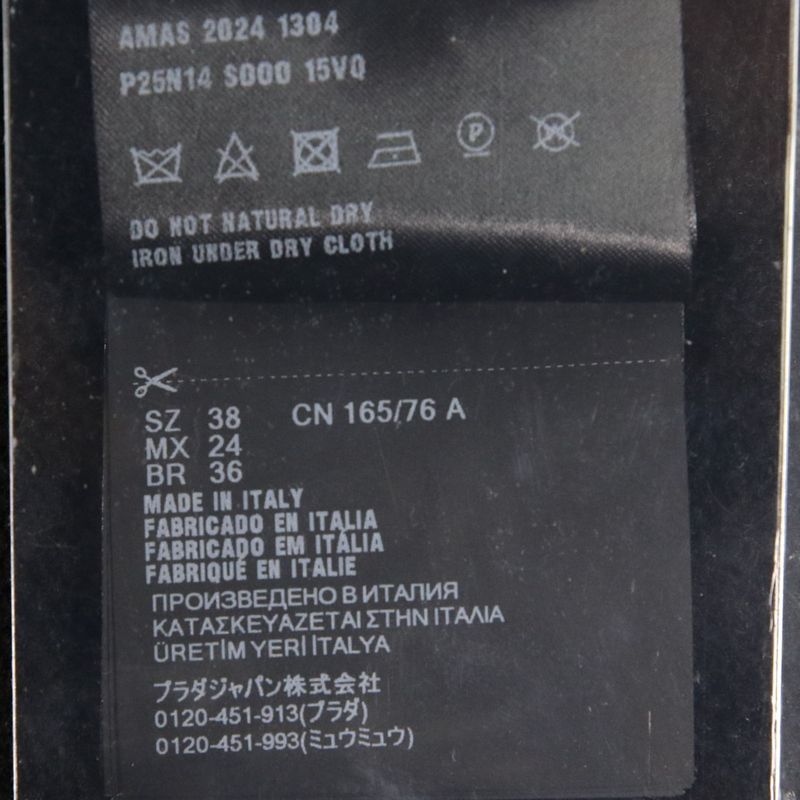 AMAS 2024 1304
P25N14 S000 15VQ
P
DO NOT NATURAL DRY
IRON UNDER DRY CLOTH
SZ 38 CN 165/76 A
MX 24
BR 36
MADE IN ITALY
FABRICADO EN ITALIA
FABRICADO EM ITÁLIA
FABRIQUÉ EN ITALIE
ПРОИЗВЕДЕНО В ИТАЛИЯ
ΚΑΤΑΣΚΕΥΑΖΕΤΑΙ ΣΤΗΝ ΙΤΑΛΙΑ
ÜRETİM YERİ İTALYA
プラダジャパン株式会社
0120-451-913(プラダ)
0120-451-993(ミュウミュウ)